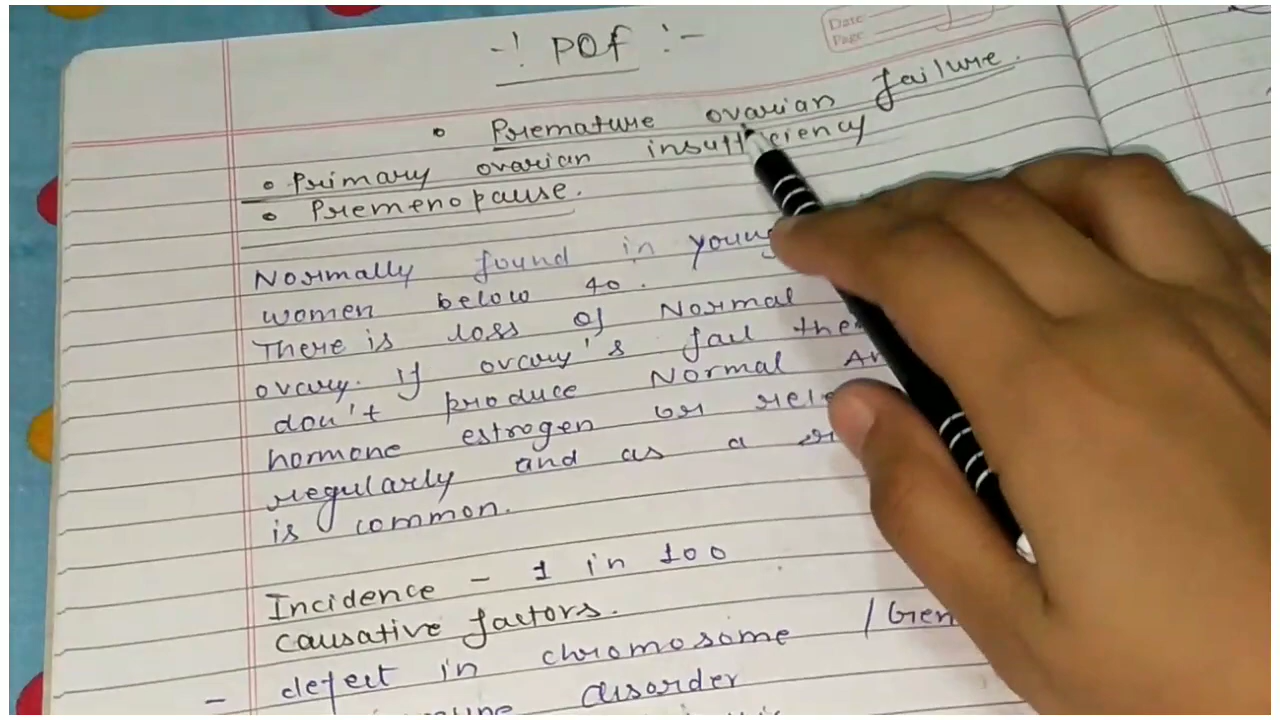 -! POF :-
Date
Page
• Premature ovarian failure.
• Primary ovarian insufficiency
• Premenopause.
Normally found in young
women below 40.
There is loss of Normal
ovary. if ovary's fail the
don't produce Normal
hormone estrogen or
regularly and as a
is common.
Incidence - 1 in 100
causative factors.
- defect in chromosome /
disorder